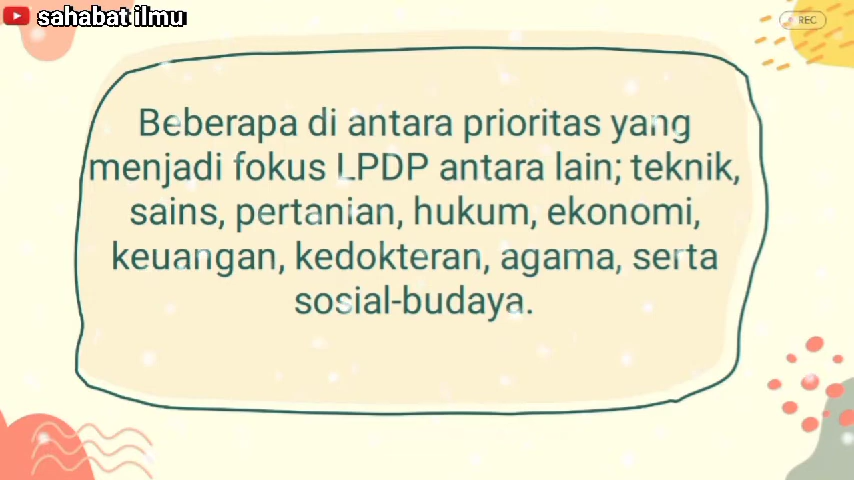 sahabat ilmu
REC
Beberapa di antara prioritas yang
menjadi fokus LPDP antara lain; teknik,
sains, pertanian, hukum, ekonomi,
keuangan, kedokteran, agama, serta
sosial-budaya.